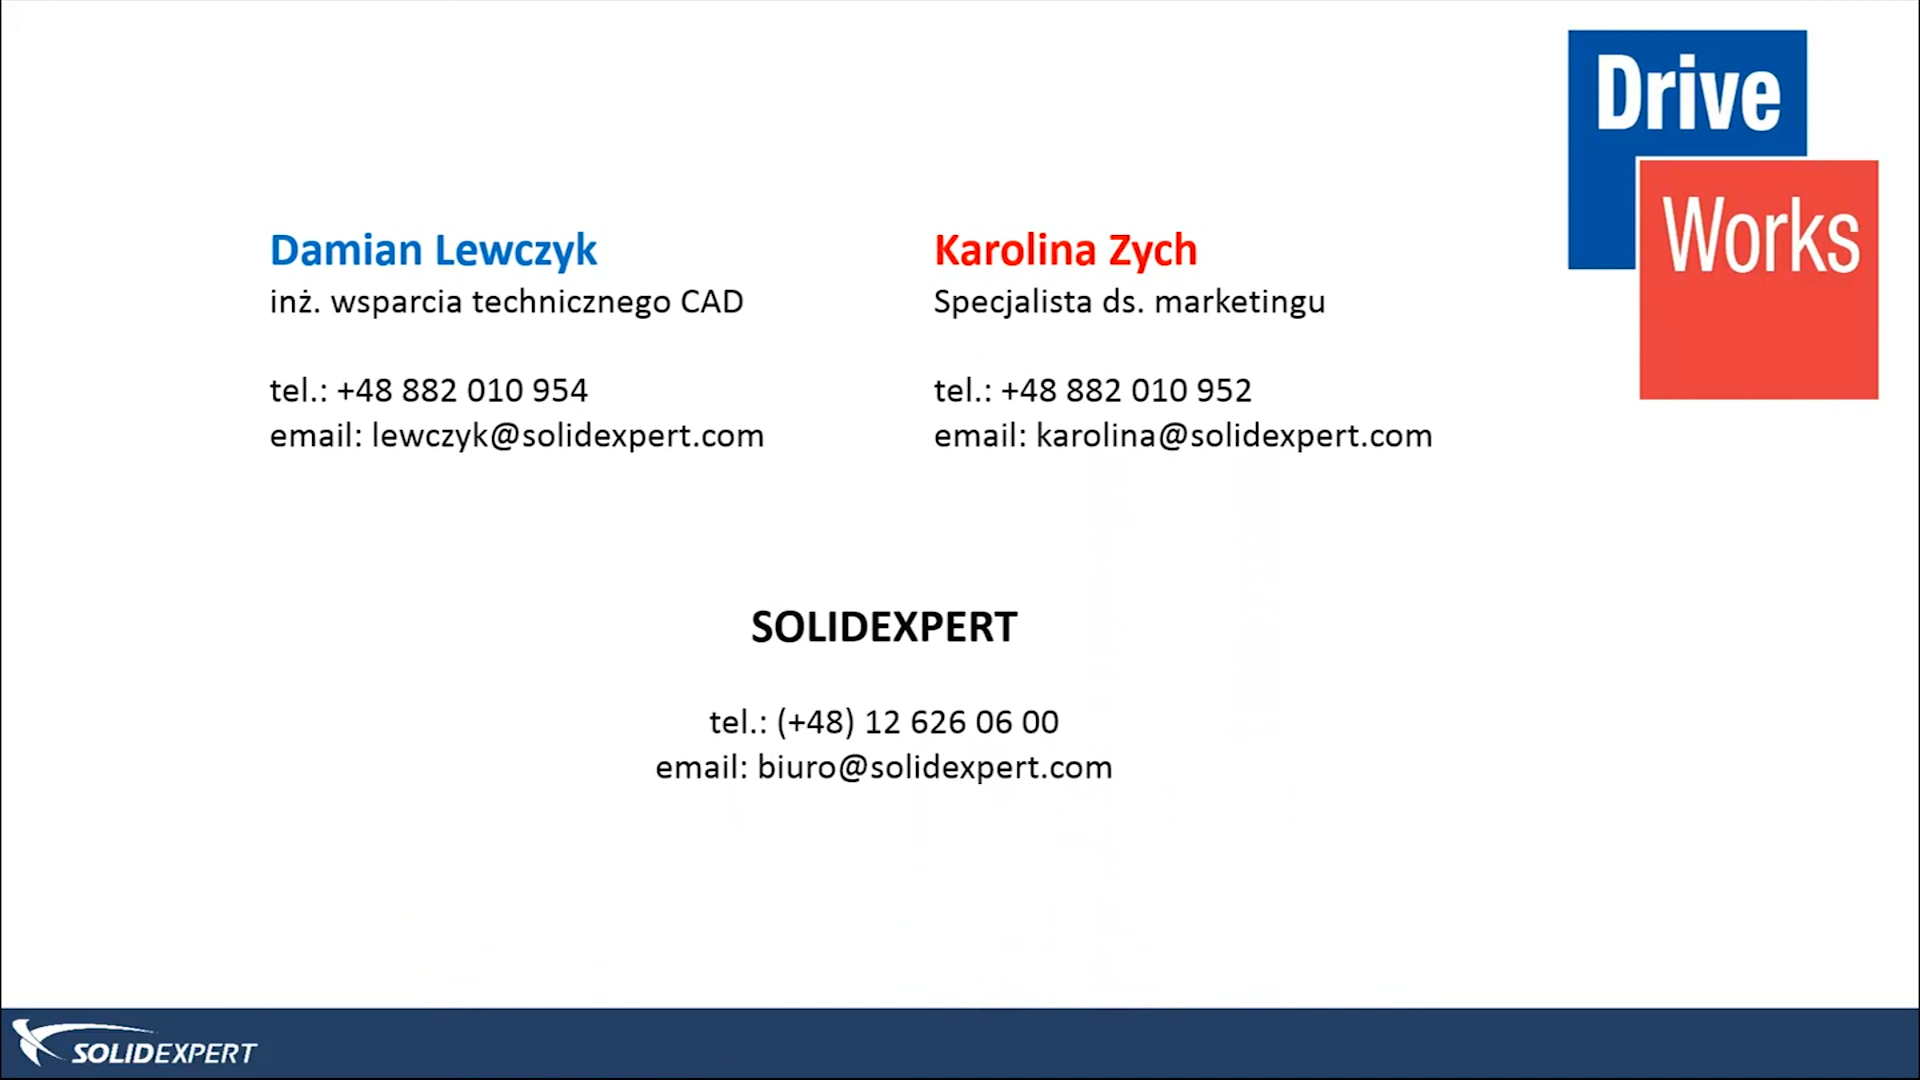 Drive
Works
Damian Lewczyk
inż. wsparcia technicznego CAD
tel.: +48 882 010 954
email: lewczyk@solidexpert.com
Karolina Zych
Specjalista ds. marketingu
tel.: +48 882 010 952
email: karolina@solidexpert.com
SOLIDEXPERT
tel.: (+48) 12 626 06 00
email: biuro@solidexpert.com
SOLIDEXPERT